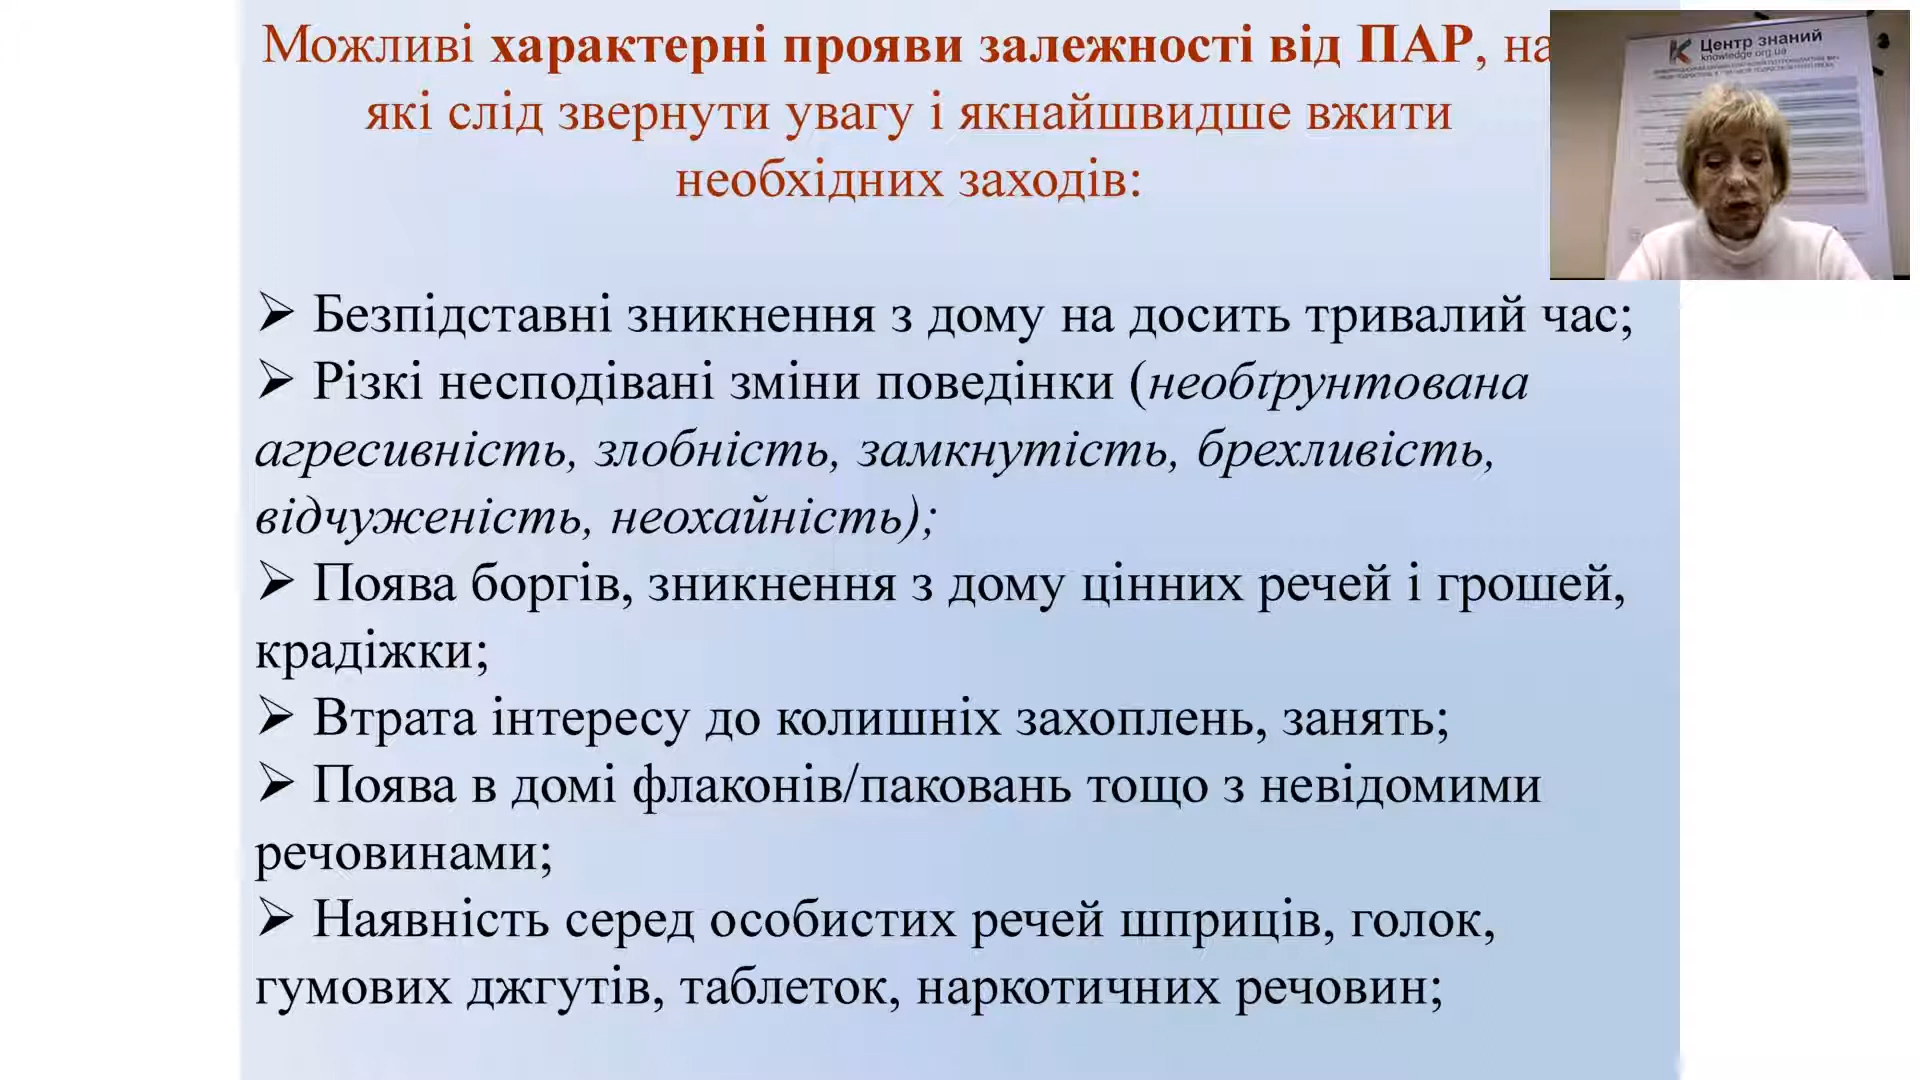 Можливі характерні прояви залежності від ПАР, на
які слід звернути увагу і якнайшвидше вжити
необхідних заходів:
Центр знаний
knowledge.org.ua
➢ Безпідставні зникнення з дому на досить тривалий час;
➢ Різкі несподівані зміни поведінки (необґрунтована
агресивність, злобність, замкнутість, брехливість,
відчуженість, неохайність);
➢ Поява боргів, зникнення з дому цінних речей і грошей,
крадіжки;
➢ Втрата інтересу до колишніх захоплень, занять;
➢ Поява в домі флаконів/паковань тощо з невідомими
речовинами;
➢ Наявність серед особистих речей шприців, голок,
гумових джгутів, таблеток, наркотичних речовин;